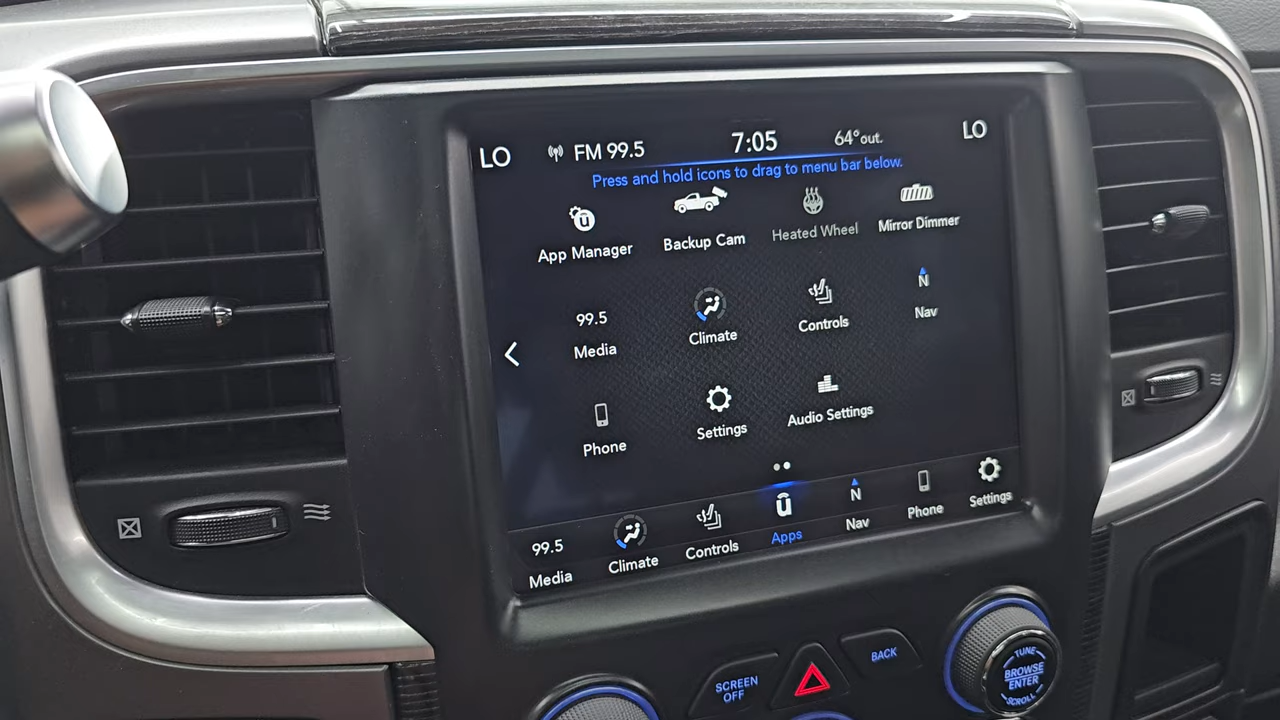 LO FM 99.5 7:05 64° out. LO
Press and hold icons to drag to menu bar below.
App Manager Backup Cam Heated Wheel Mirror Dimmer
99.5 N
Media Climate Controls Nav
Phone Settings Audio Settings
99.5 N
Media Climate Controls Apps Nav Phone Settings
SCREEN
OFF
BACK
TUNE
BROWSE
ENTER
SCROLL